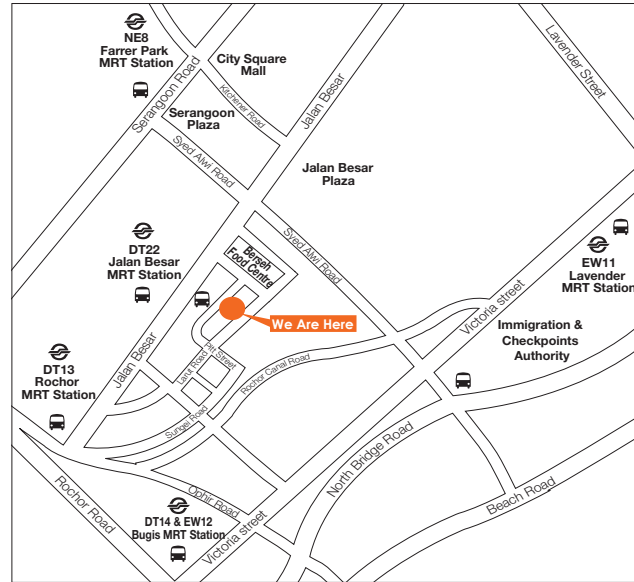 NE8
Farrer Park
MRT Station
City Square
Mall
Lavender Street
Serangoon Road
Kitchener Road
Jalan Besar
Serangoon
Plaza
Syed Alwi Road
Jalan Besar
Plaza
DT22
Jalan Besar
MRT Station
Berseh
Food Centre
Syed Alwi Road
EW11
Lavender
MRT Station
Victoria street
We Are Here
Immigration &
Checkpoints
Authority
Jalan Besar
Pitt Street
Larut Road
Rochor Canal Road
DT13
Rochor
MRT Station
Sungei Road
North Bridge Road
Rochor Road
Ophir Road
Beach Road
DT14 & EW12
Bugis MRT Station
Victoria street